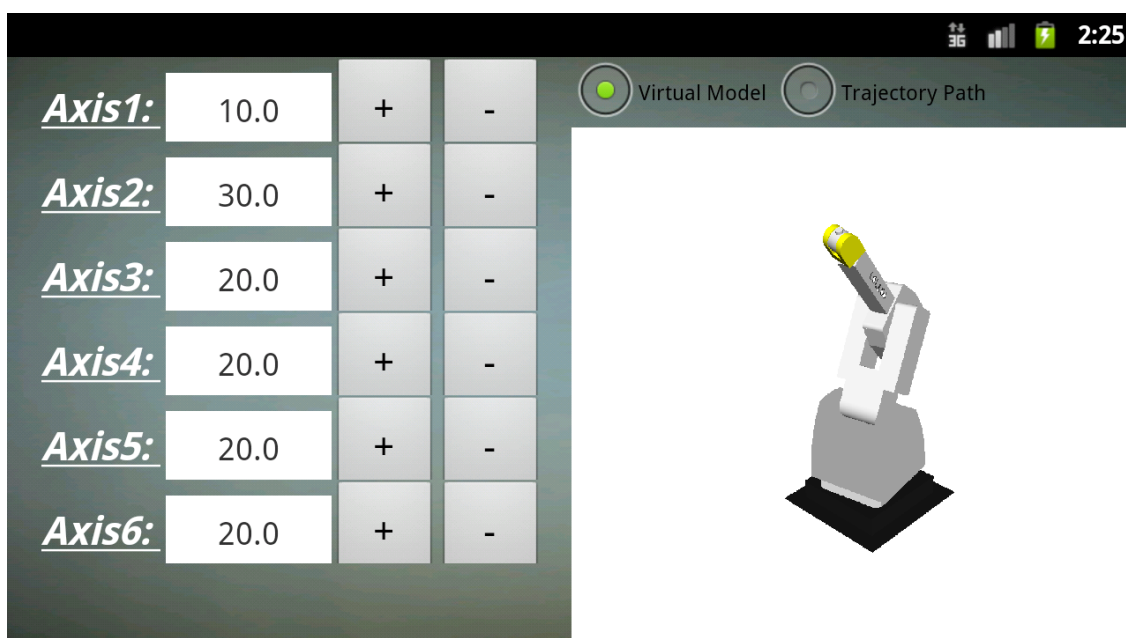 3G 2:25
Virtual Model Trajectory Path
Axis1: 10.0 + -
Axis2: 30.0 + -
Axis3: 20.0 + -
Axis4: 20.0 + -
Axis5: 20.0 + -
Axis6: 20.0 + -